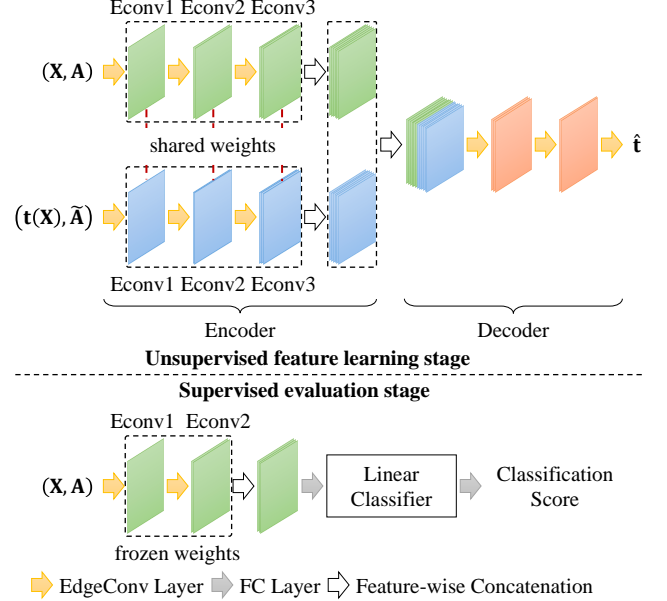 Econv1 Econv2 Econv3
(X, A)
shared weights
t̂
(t(X), Ã)
Econv1 Econv2 Econv3
Encoder
Decoder
Unsupervised feature learning stage
Supervised evaluation stage
Econv1 Econv2
(X, A)
Linear
Classifier
Classification
Score
frozen weights
EdgeConv Layer
FC Layer
Feature-wise Concatenation